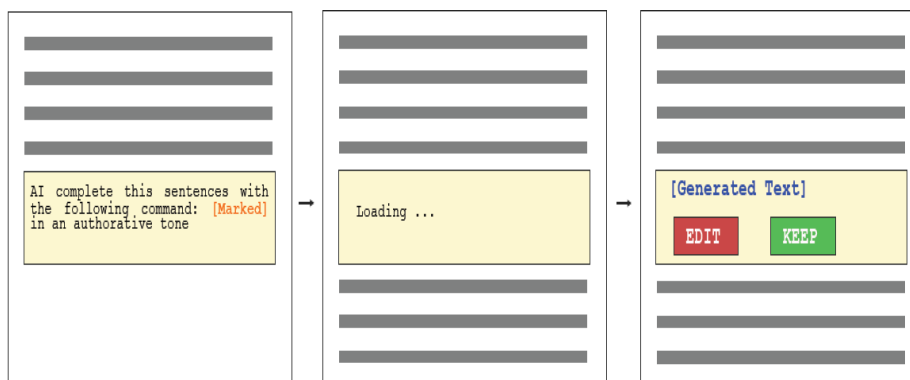 AI complete this sentences with
the following command: [Marked]
in an authorative tone
Loading ...
[Generated Text]
EDIT KEEP